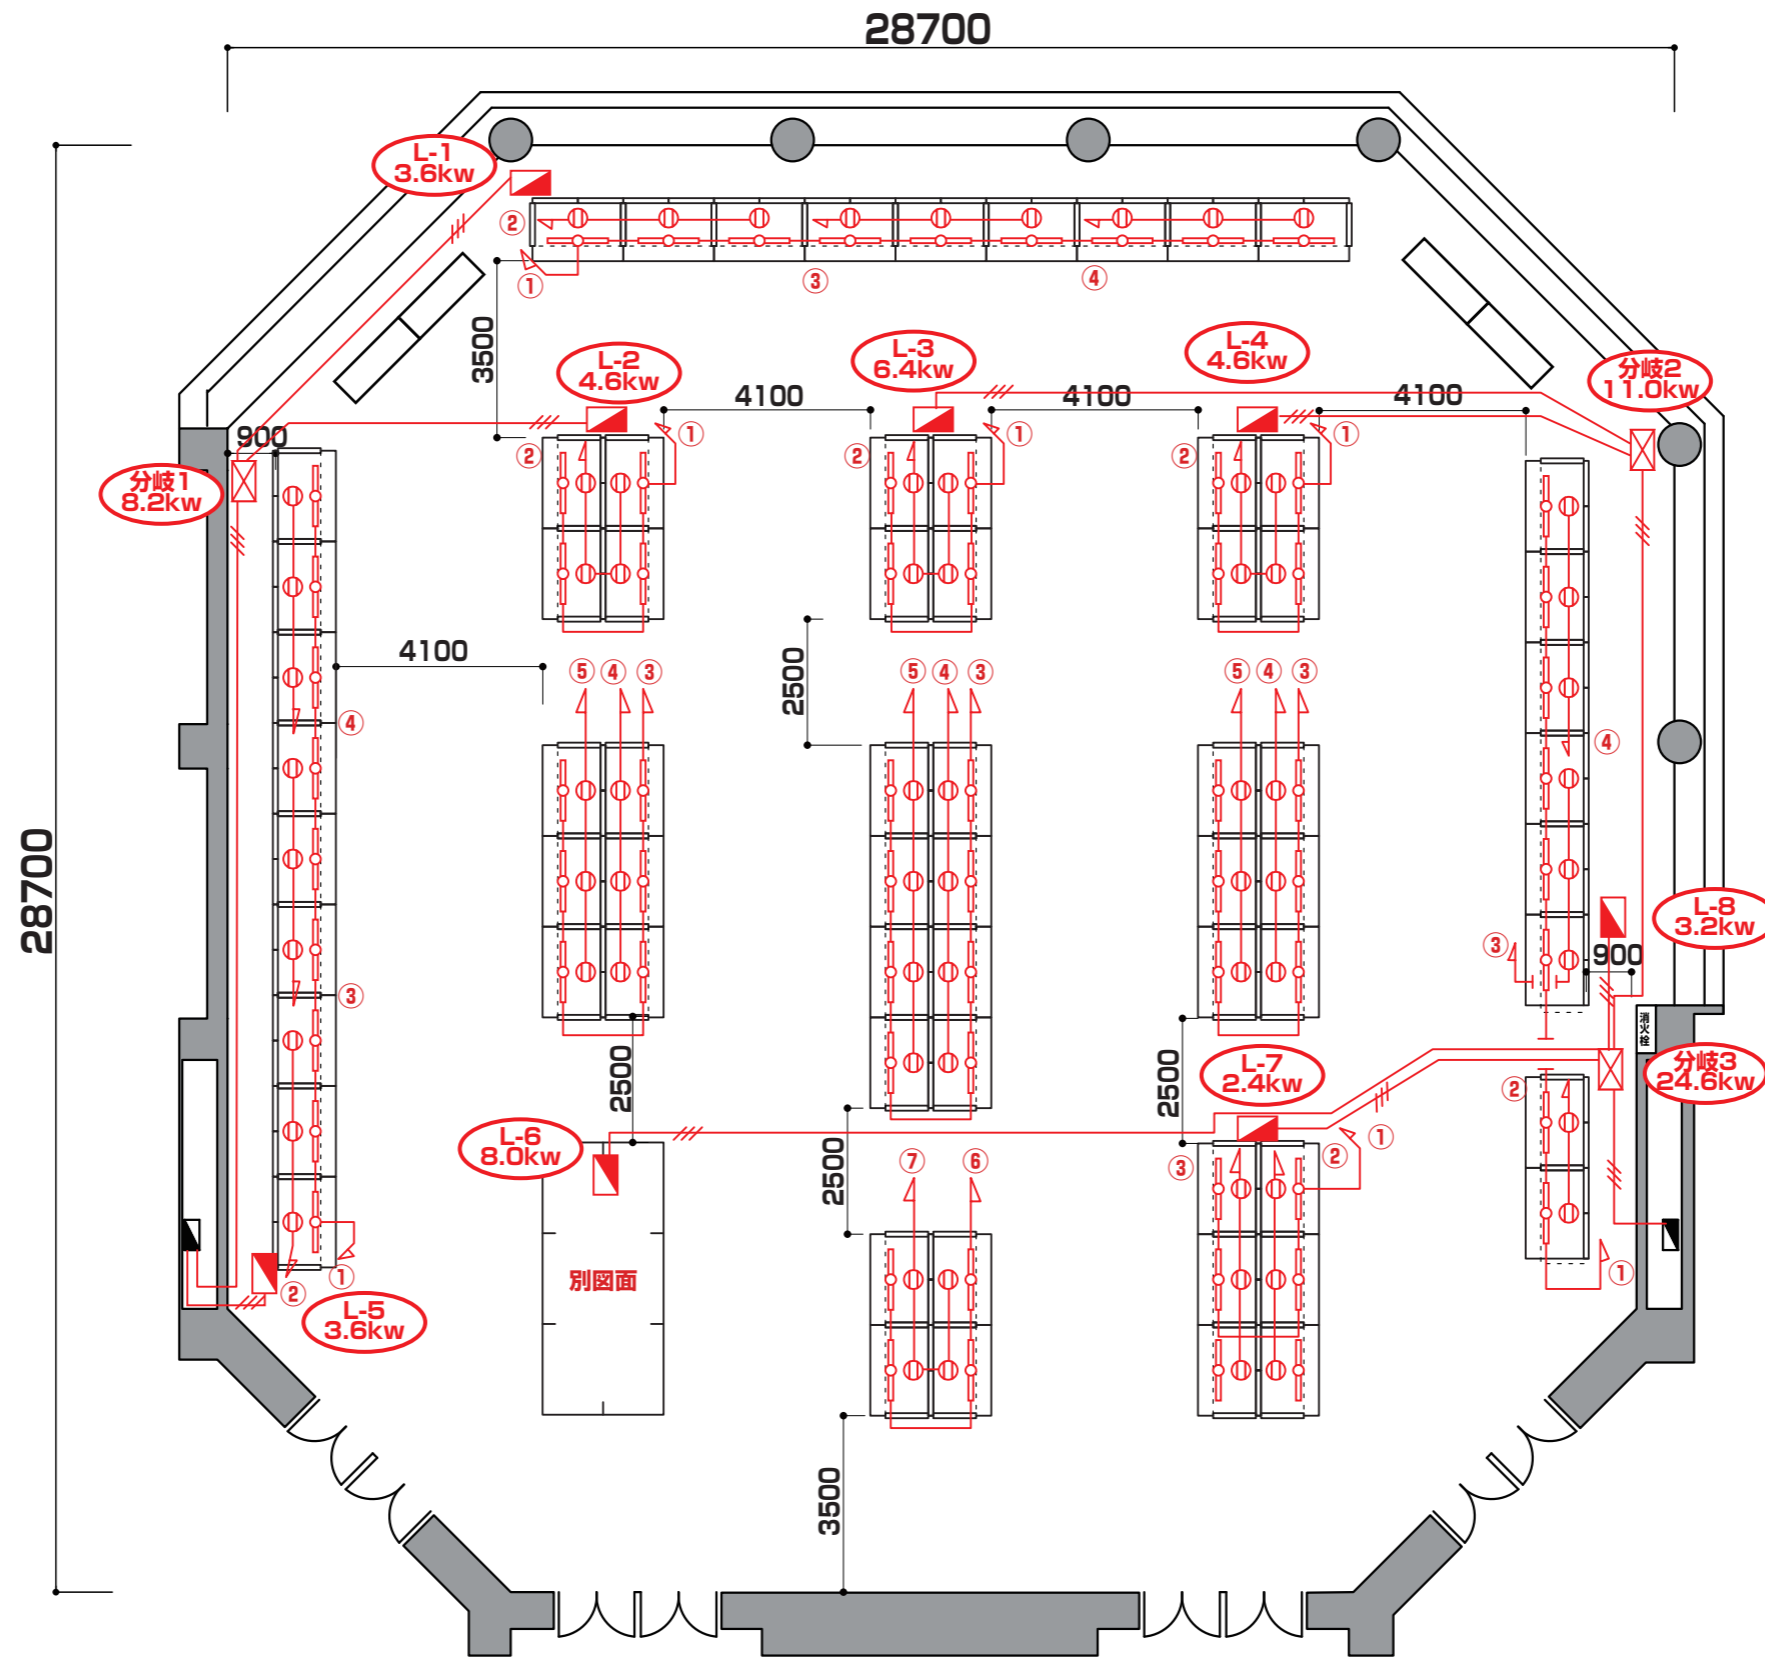 28700
L-1
3.6kw
②
①
③
④
3500
L-2
4.6kw
L-3
6.4kw
L-4
4.6kw
分岐2
11.0kw
4100
4100
4100
900
②
①
②
①
②
①
分岐1
8.2kw
4100
2500
⑤
④
③
⑤
④
③
⑤
④
③
④
④
28700
L-8
3.2kw
③
900
③
消火栓
2500
2500
L-7
2.4kw
分岐3
24.6kw
②
L-6
8.0kw
2500
⑦
⑥
③
②
①
別図面
①
②
①
L-5
3.6kw
3500